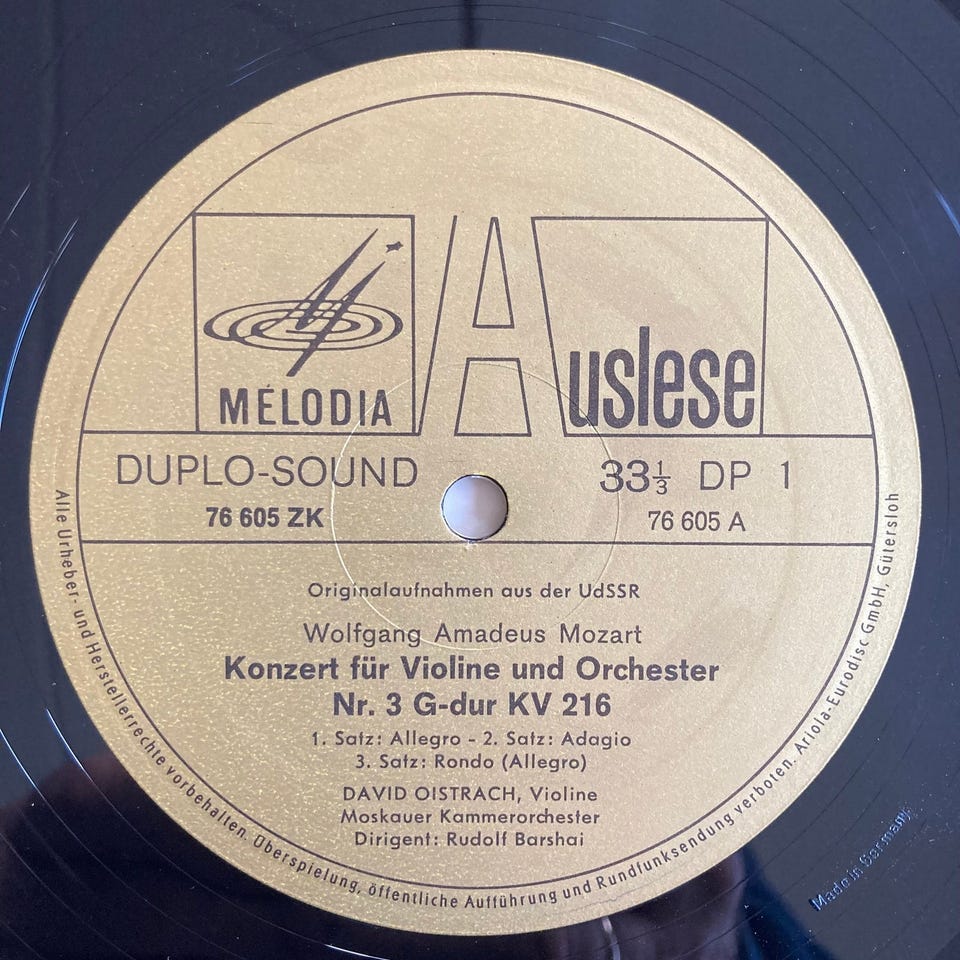 MÉLODIA
Auslese
DUPLO-SOUND
33⅓ DP 1
76 605 ZK
76 605 A
Originalaufnahmen aus der UdSSR
Wolfgang Amadeus Mozart
Konzert für Violine und Orchester
Nr. 3 G-dur KV 216
1. Satz: Allegro - 2. Satz: Adagio
3. Satz: Rondo (Allegro)
DAVID OISTRACH, Violine
Moskauer Kammerorchester
Dirigent: Rudolf Barshai
Alle Urheber- und Herstellerrechte vorbehalten. Überspielung, öffentliche Aufführung und Rundfunksendung verboten. Ariola-Eurodisc GmbH, Gütersloh
Made in Germany